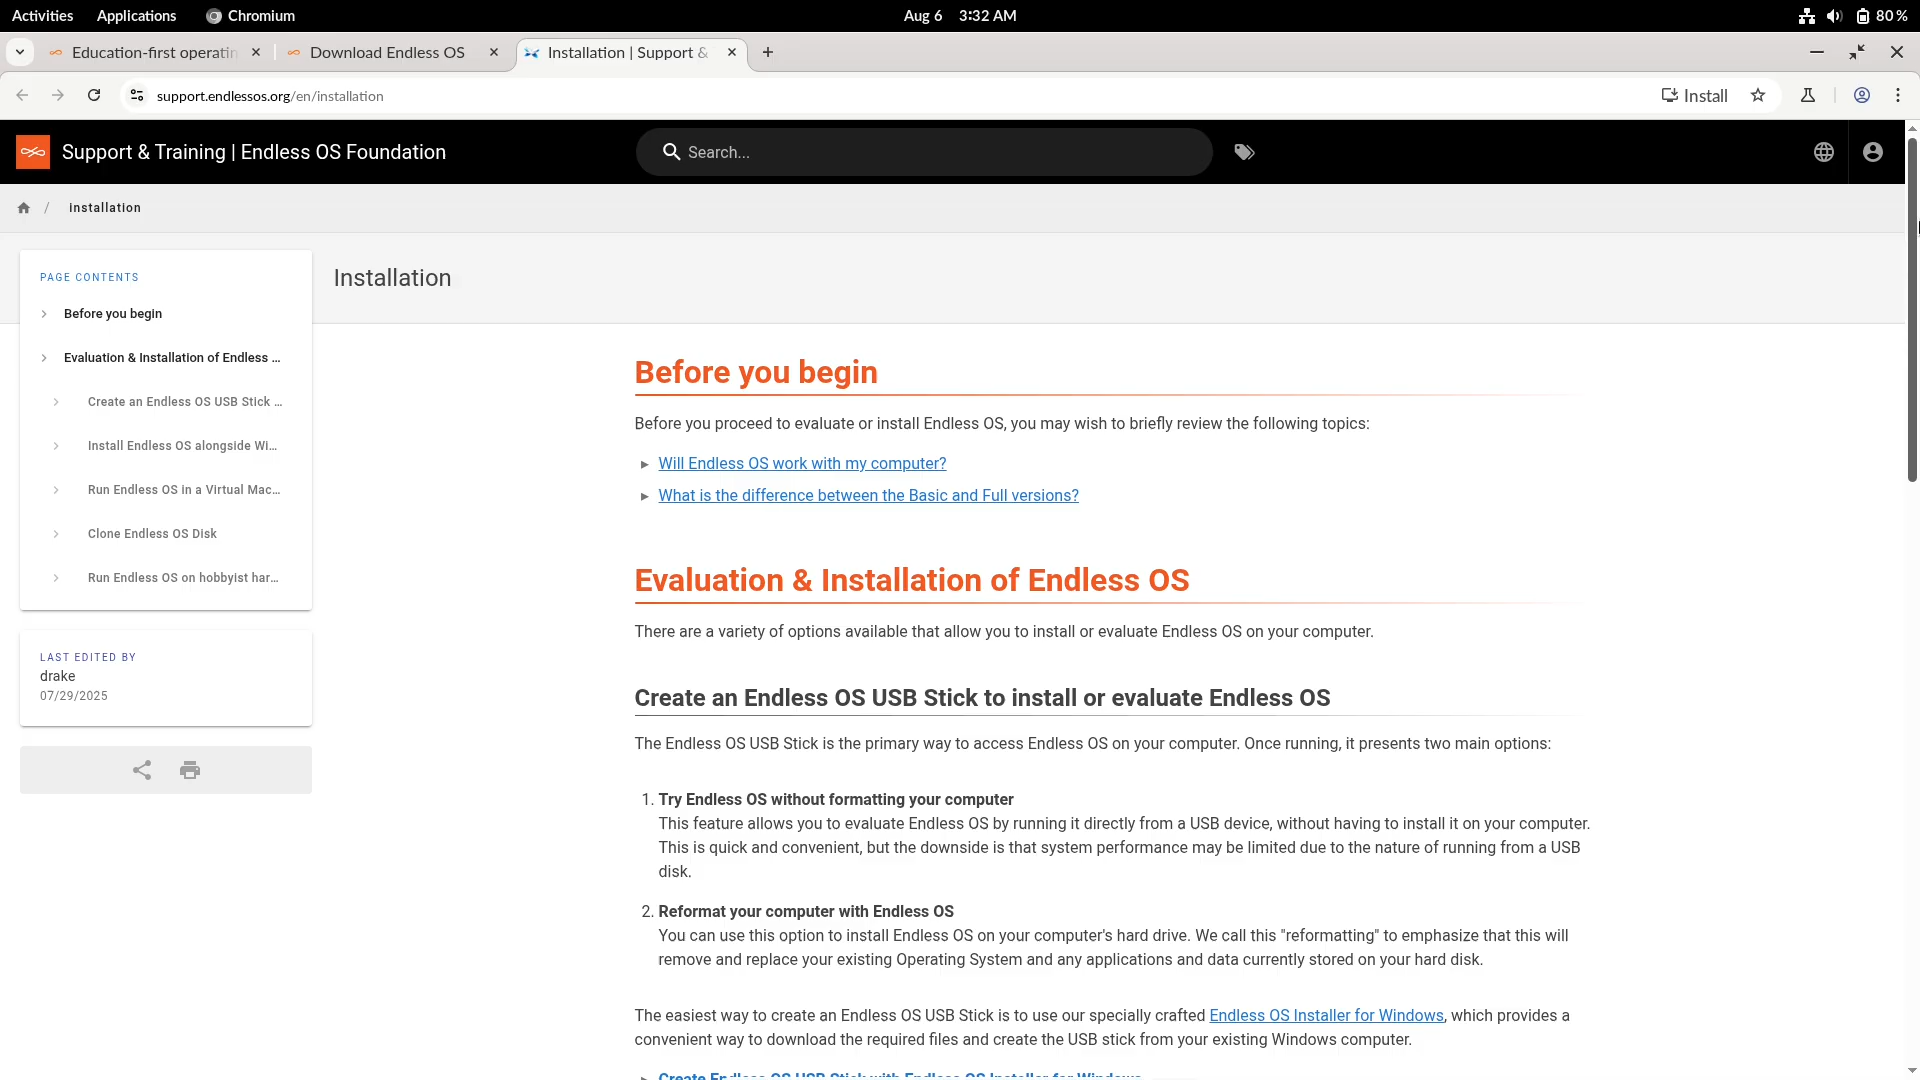 Activities Applications Chromium Aug 6 3:32 AM 80 %
Education-first operatin Download Endless OS Installation | Support &
support.endlessos.org/en/installation Install
Support & Training | Endless OS Foundation Search...
/ installation
PAGE CONTENTS
Before you begin
Evaluation & Installation of Endless ...
Create an Endless OS USB Stick ...
Install Endless OS alongside Wi...
Run Endless OS in a Virtual Mac...
Clone Endless OS Disk
Run Endless OS on hobbyist har...
LAST EDITED BY
drake
07/29/2025
Installation
Before you begin
Before you proceed to evaluate or install Endless OS, you may wish to briefly review the following topics:
Will Endless OS work with my computer?
What is the difference between the Basic and Full versions?
Evaluation & Installation of Endless OS
There are a variety of options available that allow you to install or evaluate Endless OS on your computer.
Create an Endless OS USB Stick to install or evaluate Endless OS
The Endless OS USB Stick is the primary way to access Endless OS on your computer. Once running, it presents two main options:
1. Try Endless OS without formatting your computer
This feature allows you to evaluate Endless OS by running it directly from a USB device, without having to install it on your computer.
This is quick and convenient, but the downside is that system performance may be limited due to the nature of running from a USB
disk.
2. Reformat your computer with Endless OS
You can use this option to install Endless OS on your computer's hard drive. We call this "reformatting" to emphasize that this will
remove and replace your existing Operating System and any applications and data currently stored on your hard disk.
The easiest way to create an Endless OS USB Stick is to use our specially crafted Endless OS Installer for Windows, which provides a
convenient way to download the required files and create the USB stick from your existing Windows computer.
Create Endless OS USB Stick with Endless OS Installer for Windows